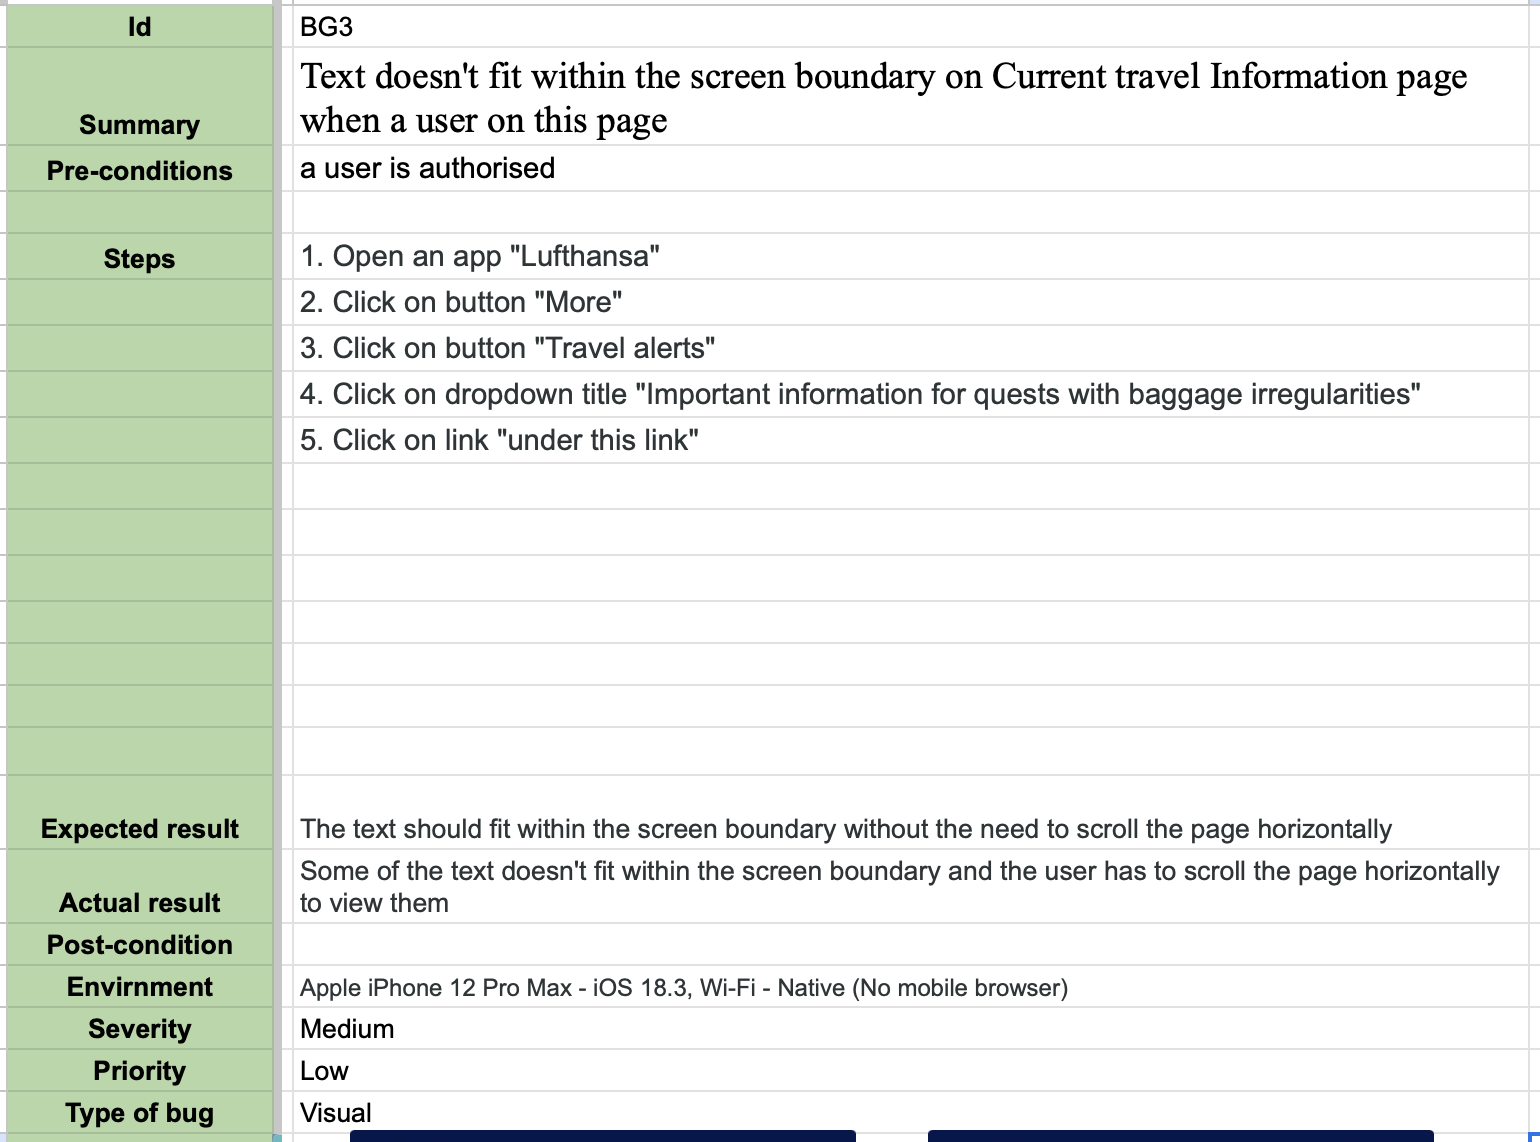 Id BG3
Text doesn't fit within the screen boundary on Current travel Information page
Summary when a user on this page
Pre-conditions a user is authorised
Steps 1. Open an app "Lufthansa"
2. Click on button "More"
3. Click on button "Travel alerts"
4. Click on dropdown title "Important information for quests with baggage irregularities"
5. Click on link "under this link"
Expected result The text should fit within the screen boundary without the need to scroll the page horizontally
Some of the text doesn't fit within the screen boundary and the user has to scroll the page horizontally
Actual result to view them
Post-condition
Envirnment Apple iPhone 12 Pro Max - iOS 18.3, Wi-Fi - Native (No mobile browser)
Severity Medium
Priority Low
Type of bug Visual